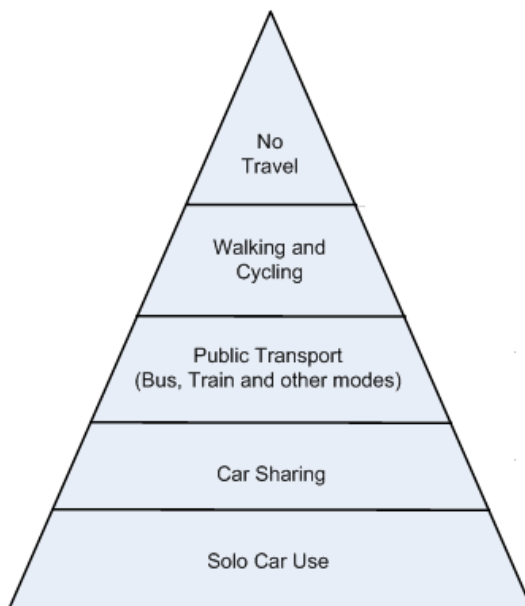 No
Travel
Walking and
Cycling
Public Transport
(Bus, Train and other modes)
Car Sharing
Solo Car Use